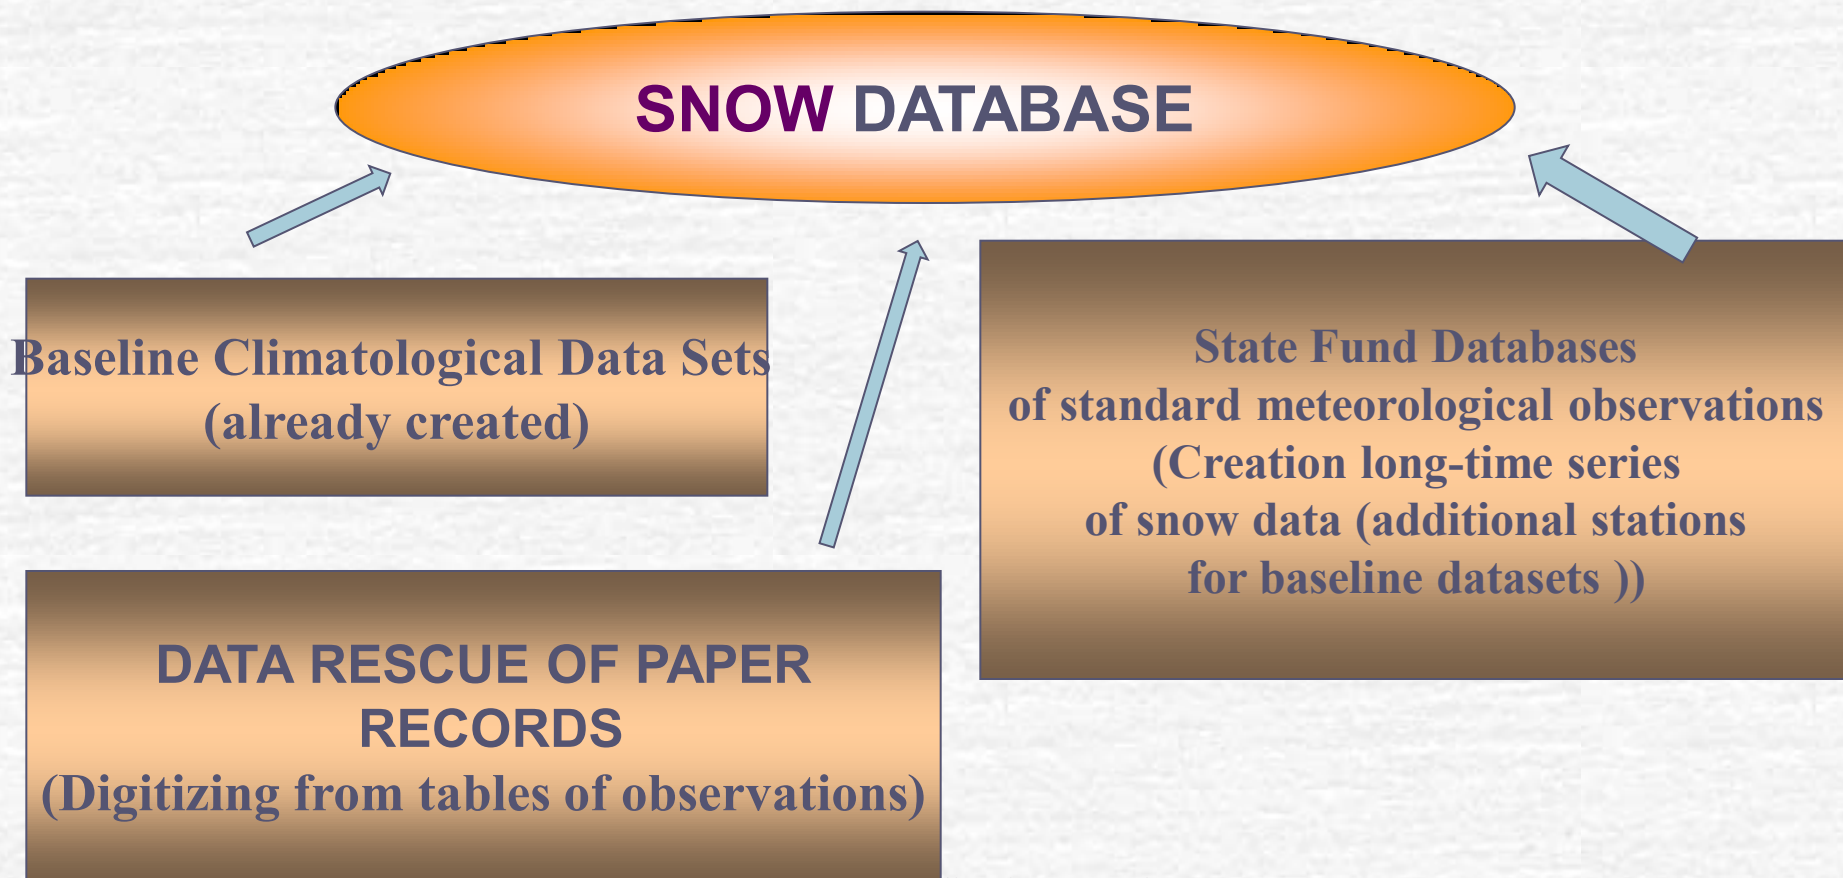 SNOW DATABASE
Baseline Climatological Data Sets
(already created)
State Fund Databases
of standard meteorological observations
(Creation long-time series
of snow data (additional stations
for baseline datasets ))
DATA RESCUE OF PAPER
RECORDS
(Digitizing from tables of observations)